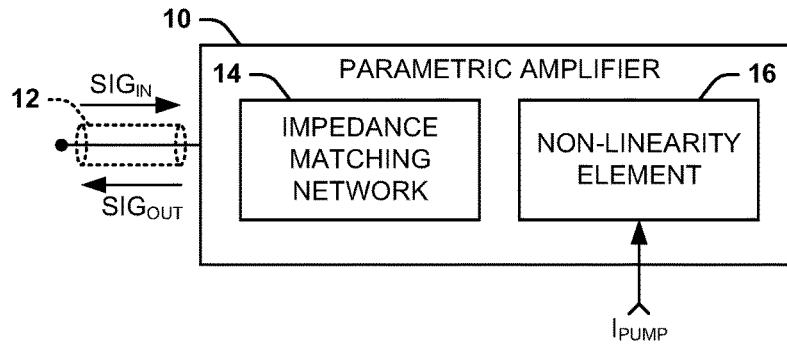 10
PARAMETRIC AMPLIFIER
12
SIG_IN
14
16
IMPEDANCE
MATCHING
NETWORK
NON-LINEARITY
ELEMENT
SIG_OUT
I_PUMP